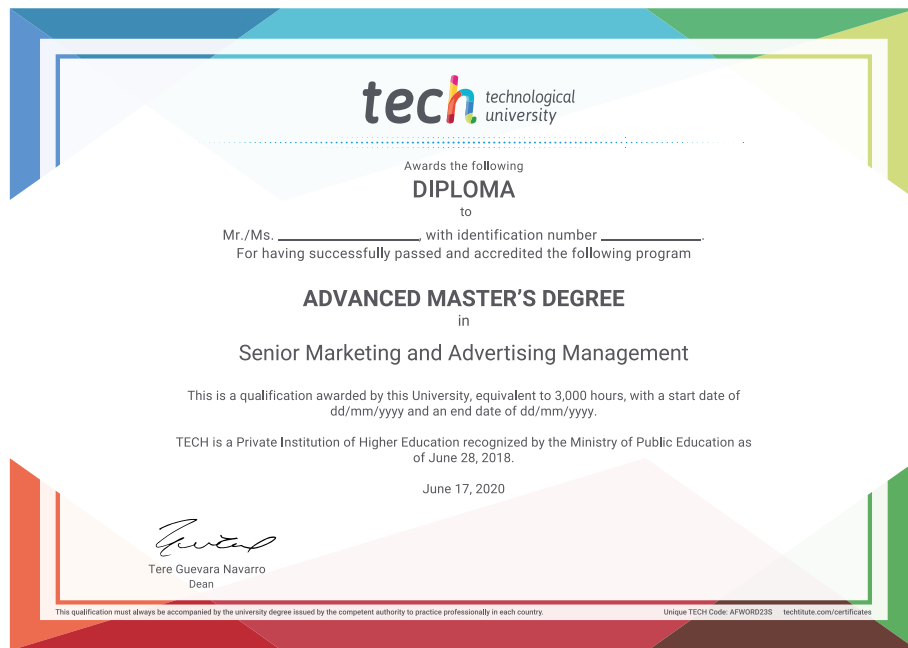 tech technological
university
Awards the following
DIPLOMA
to
Mr./Ms. ____________________, with identification number ______________.
For having successfully passed and accredited the following program
ADVANCED MASTER'S DEGREE
in
Senior Marketing and Advertising Management
This is a qualification awarded by this University, equivalent to 3,000 hours, with a start date of
dd/mm/yyyy and an end date of dd/mm/yyyy.
TECH is a Private Institution of Higher Education recognized by the Ministry of Public Education as
of June 28, 2018.
June 17, 2020
Tere Guevara Navarro
Dean
This qualification must always be accompanied by the university degree issued by the competent authority to practice professionally in each country. Unique TECH Code: AFWORD23S techtitute.com/certificates